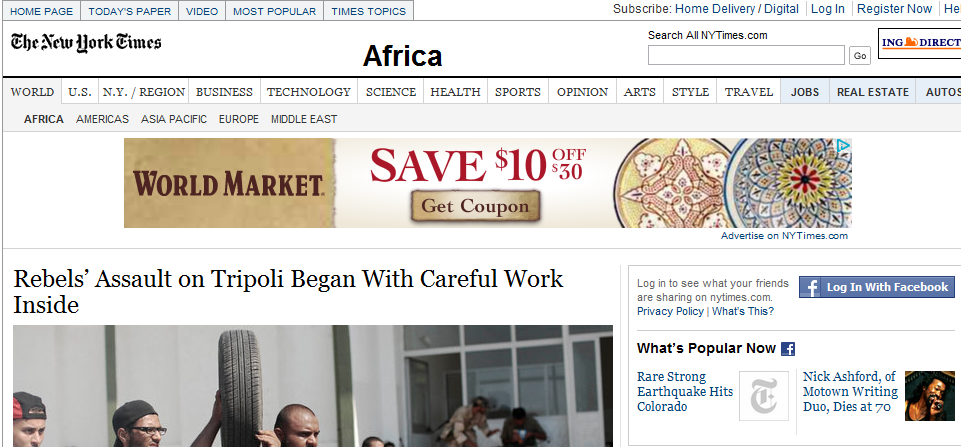 HOME PAGE TODAY'S PAPER VIDEO MOST POPULAR TIMES TOPICS
Subscribe: Home Delivery / Digital Log In Register Now
The New York Times
Africa
Search All NYTimes.com
Go
ING DIRECT
WORLD U.S. N.Y. / REGION BUSINESS TECHNOLOGY SCIENCE HEALTH SPORTS OPINION ARTS STYLE TRAVEL JOBS REAL ESTATE AUTOS
AFRICA AMERICAS ASIA PACIFIC EUROPE MIDDLE EAST
WORLD MARKET.
SAVE $10 OFF $30
Get Coupon
Advertise on NYTimes.com
Rebels' Assault on Tripoli Began With Careful Work
Inside
Log in to see what your friends
are sharing on nytimes.com.
Privacy Policy | What's This?
f Log In With Facebook
What's Popular Now f
Rare Strong
Earthquake Hits
Colorado
T
Nick Ashford, of
Motown Writing
Duo, Dies at 70